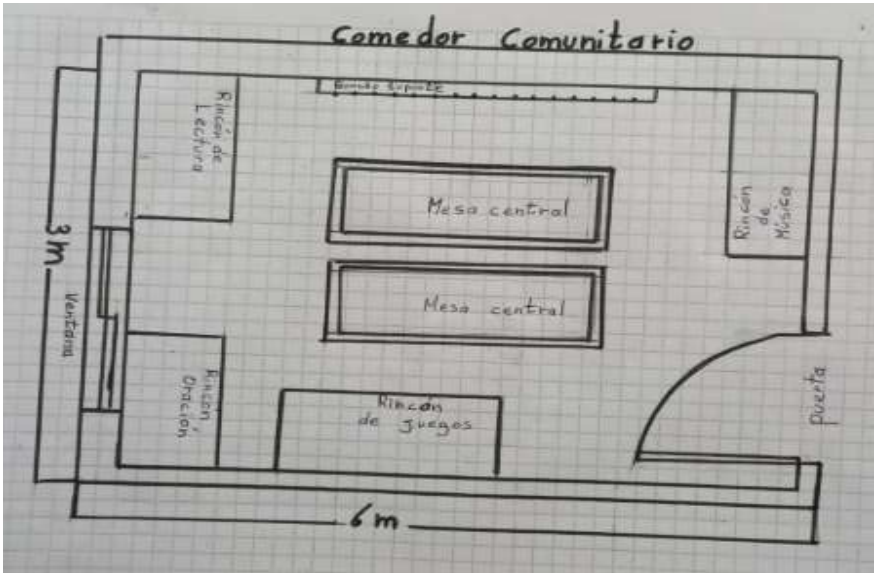 Comedor Comunitario
Rincón de
Lectura
Mesa central
Rincón
de
Música
3m
Ventana
Mesa central
Puerta
Rincón
Oración
Rincón
de juegos
6m